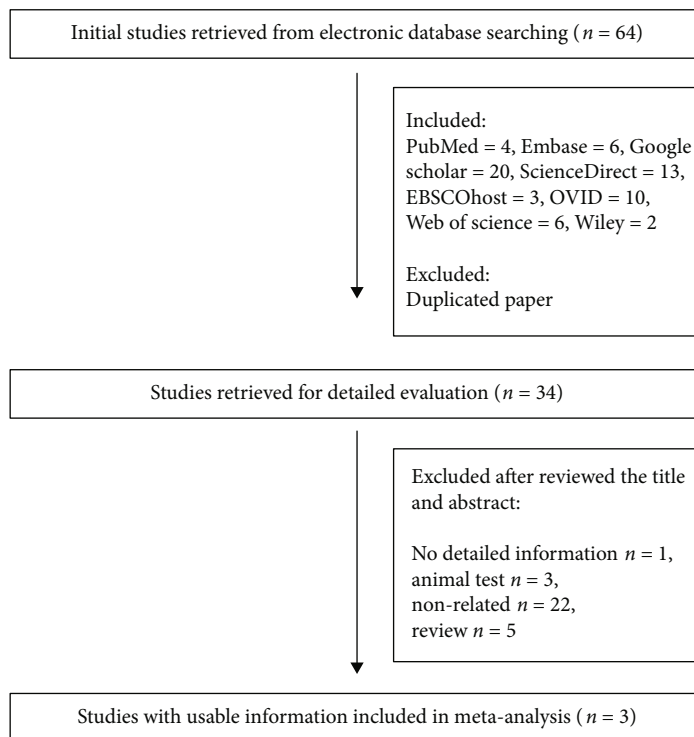 Initial studies retrieved from electronic database searching (n = 64)
Included:
PubMed = 4, Embase = 6, Google
scholar = 20, ScienceDirect = 13,
EBSCOhost = 3, OVID = 10,
Web of science = 6, Wiley = 2
Excluded:
Duplicated paper
Studies retrieved for detailed evaluation (n = 34)
Excluded after reviewed the title
and abstract:
No detailed information n = 1,
animal test n = 3,
non-related n = 22,
review n = 5
Studies with usable information included in meta-analysis (n = 3)